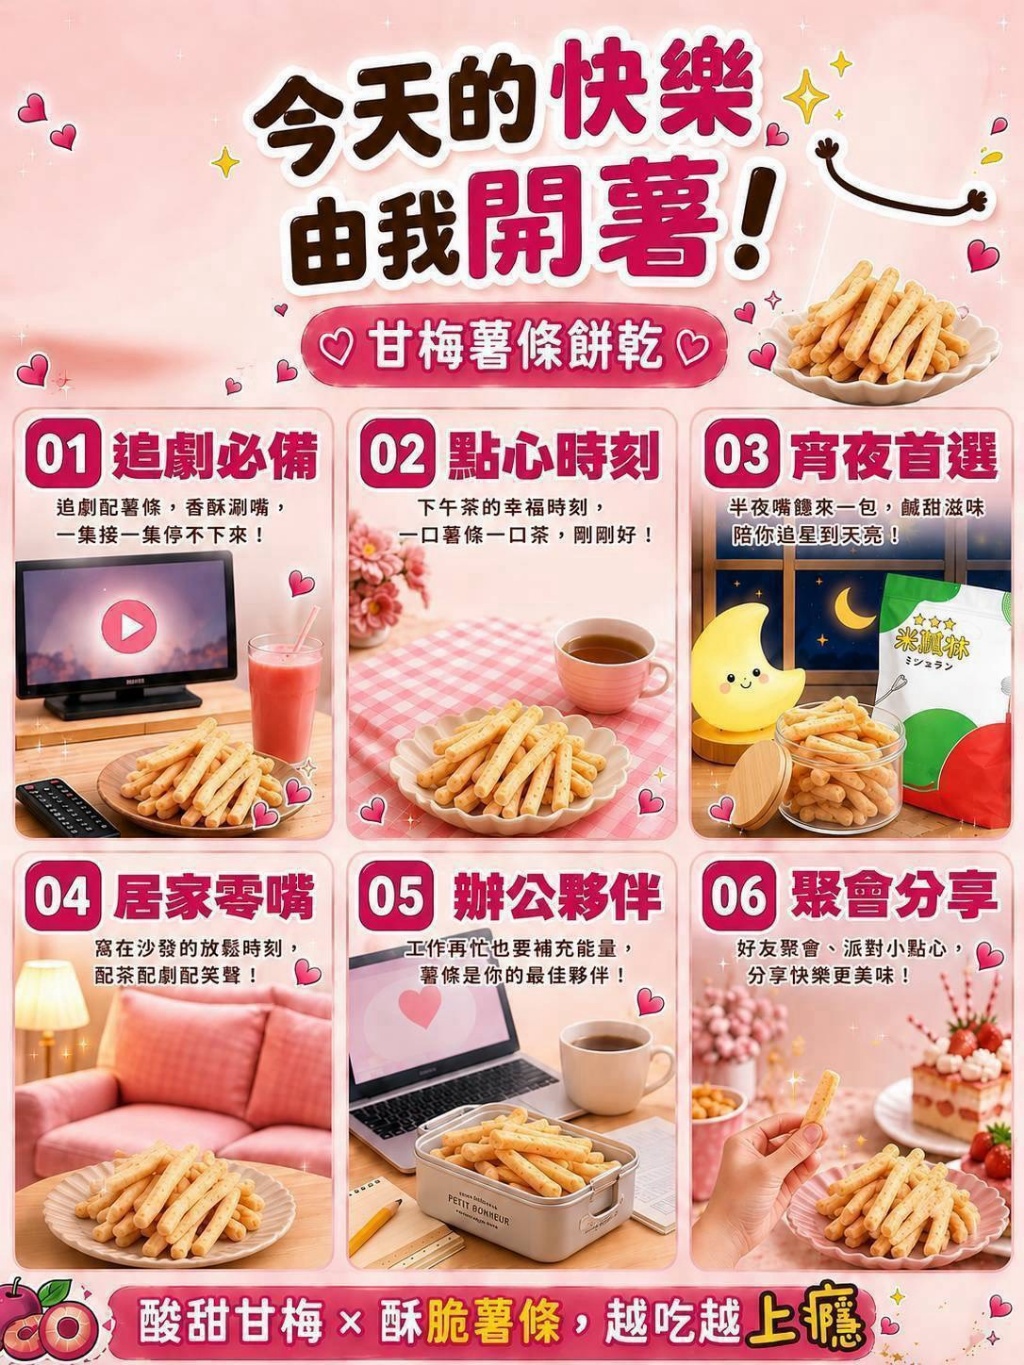 今天的快樂
由我開薯！
甘梅薯條餅乾
01 追劇必備
追劇配薯條，香酥涮嘴，
一集接一集停不下來！
02 點心時刻
下午茶的幸福時刻，
一口薯條一口茶，剛剛好！
03 宵夜首選
半夜嘴饞來一包，鹹甜滋味
陪你追星到天亮！
ミシュラン
04 居家零嘴
窩在沙發的放鬆時刻，
配茶配劇配笑聲！
05 辦公夥伴
工作再忙也要補充能量，
薯條是你的最佳夥伴！
PETIT BONHEUR
06 聚會分享
好友聚會、派對小點心，
分享快樂更美味！
酸甜甘梅 × 酥脆薯條，越吃越上癮